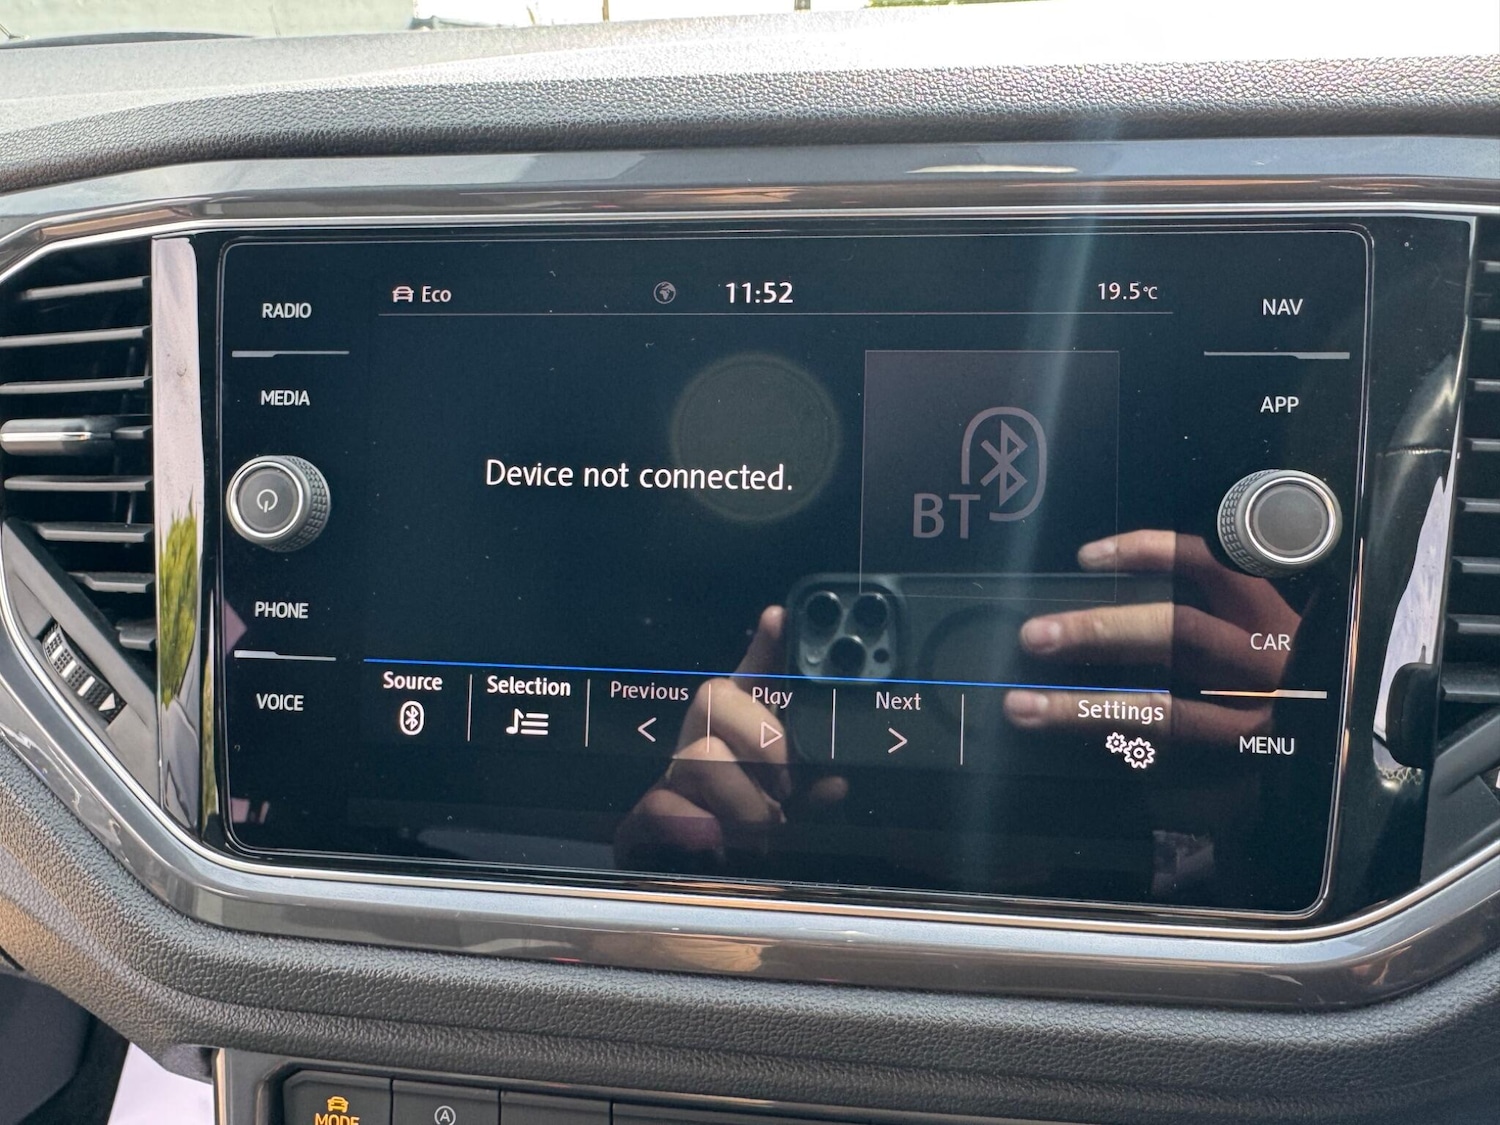 Eco 11:52 19.5°C
RADIO
MEDIA
PHONE
VOICE
Device not connected.
BT
Source Selection Previous Play Next Settings
NAV
APP
CAR
MENU
MODE
A